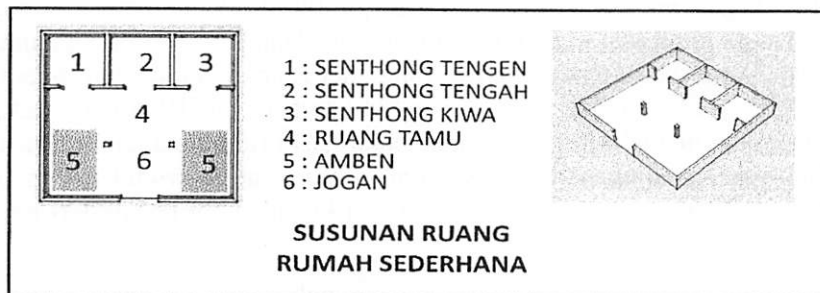 1 2 3
4
5 6 5
1 : SENTHONG TENGEN
2 : SENTHONG TENGAH
3 : SENTHONG KIWA
4 : RUANG TAMU
5 : AMBEN
6 : JOGAN
SUSUNAN RUANG
RUMAH SEDERHANA